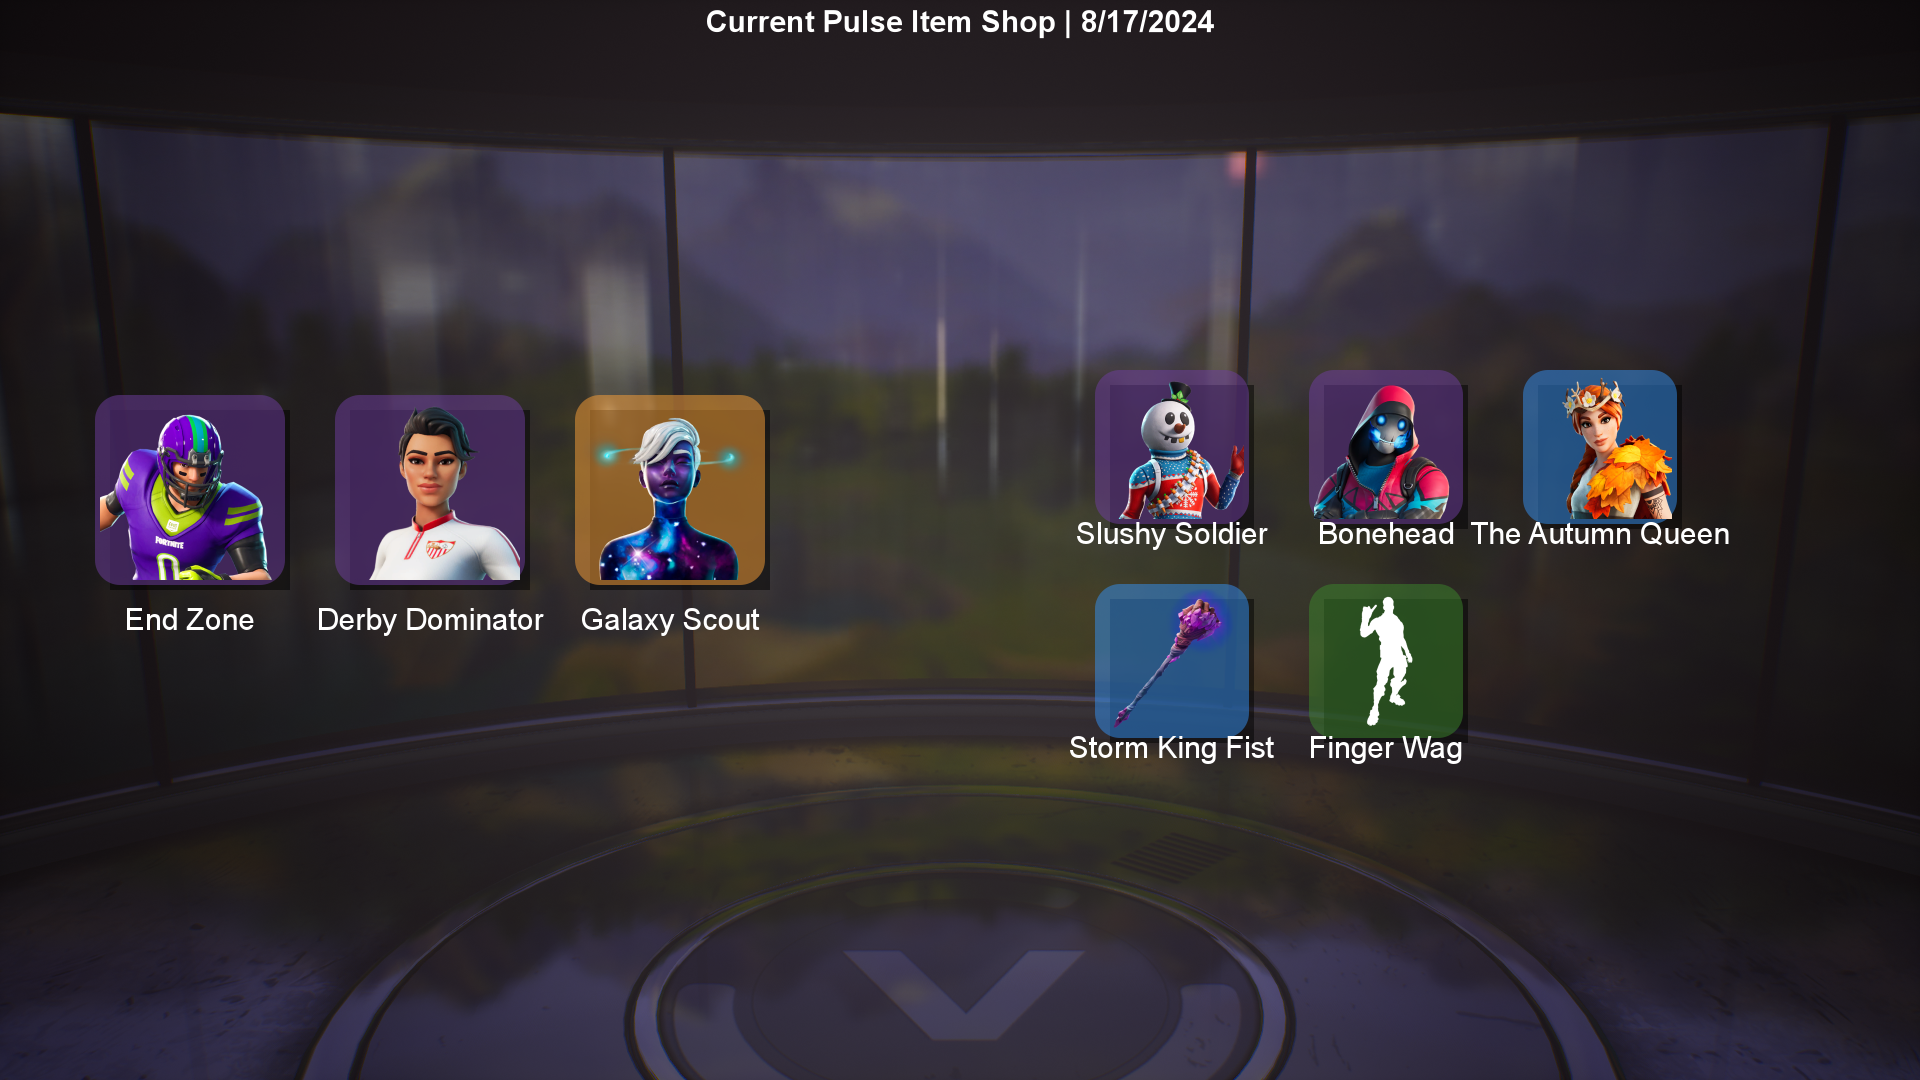 Current Pulse Item Shop | 8/17/2024
FORTNITE
End Zone
Derby Dominator
Galaxy Scout
Slushy Soldier
Bonehead
The Autumn Queen
Storm King Fist
Finger Wag